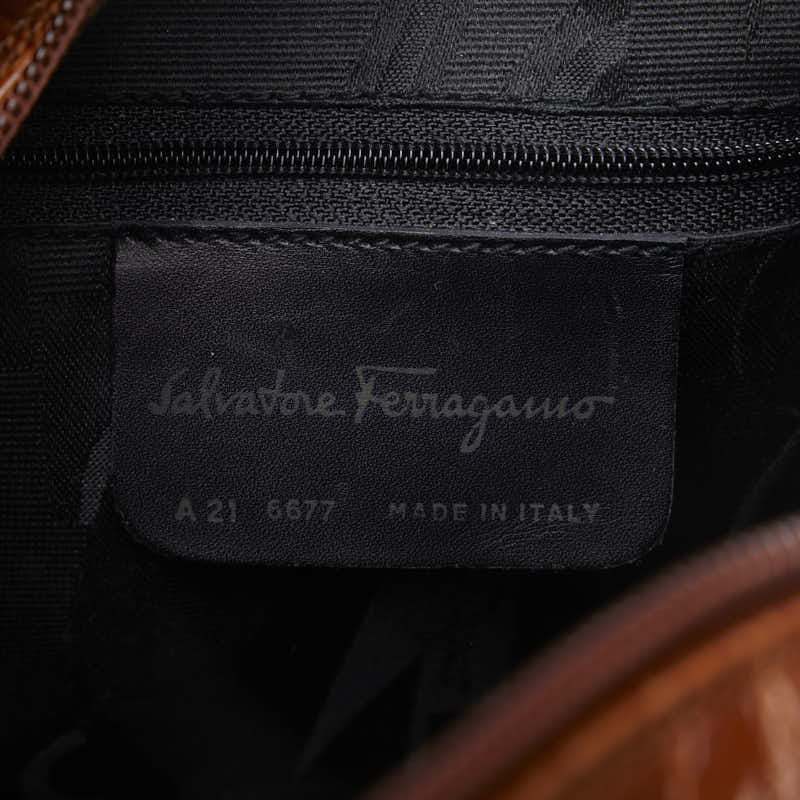 Salvatore Ferragamo
A 21 6677 MADE IN ITALY